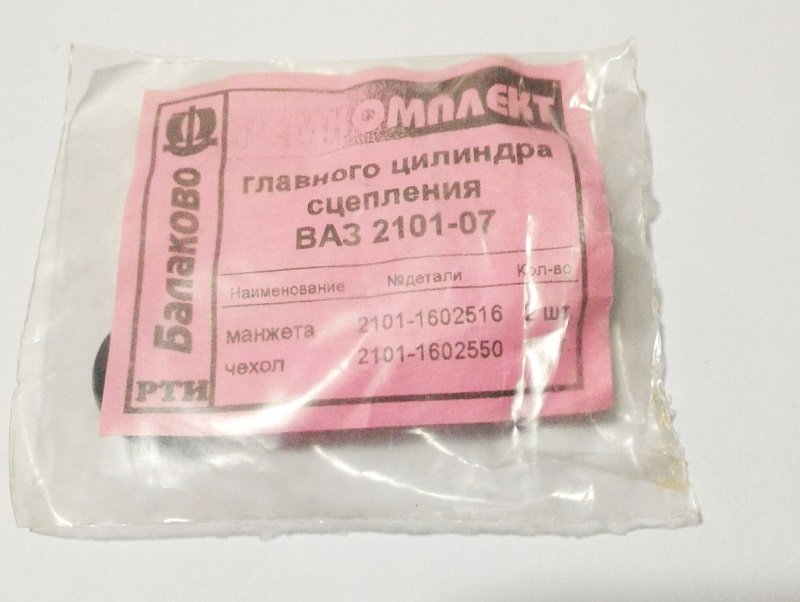 Балаково
РТИ
РЕМКОМПЛЕКТ
главного цилиндра
сцепления
ВАЗ 2101-07
Наименование №детали Кол-во
манжета 2101-1602516 2 шт
чехол 2101-1602550